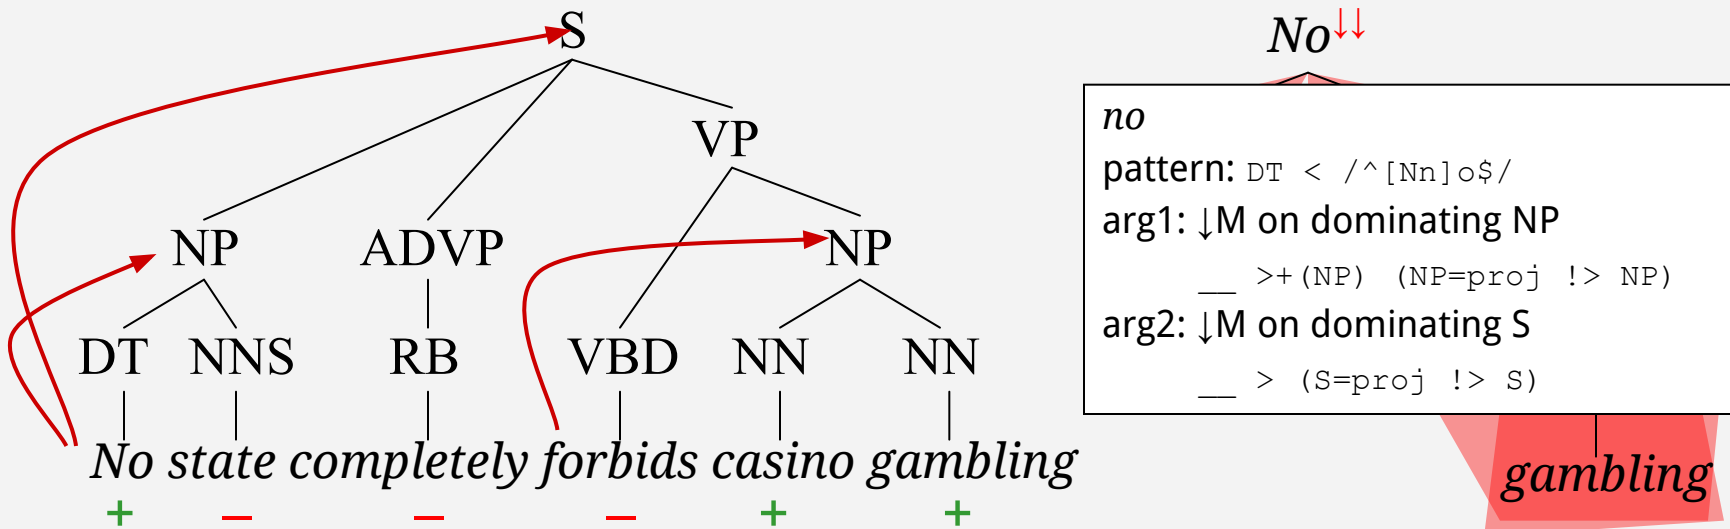 S
VP
NP ADVP NP
DT NNS RB VBD NN NN
No state completely forbids casino gambling
+ – – – + +
No↓↓
no
pattern: DT < /^[Nn]o$/
arg1: ↓M on dominating NP
__ >+(NP) (NP=proj !> NP)
arg2: ↓M on dominating S
__ > (S=proj !> S)
gambling